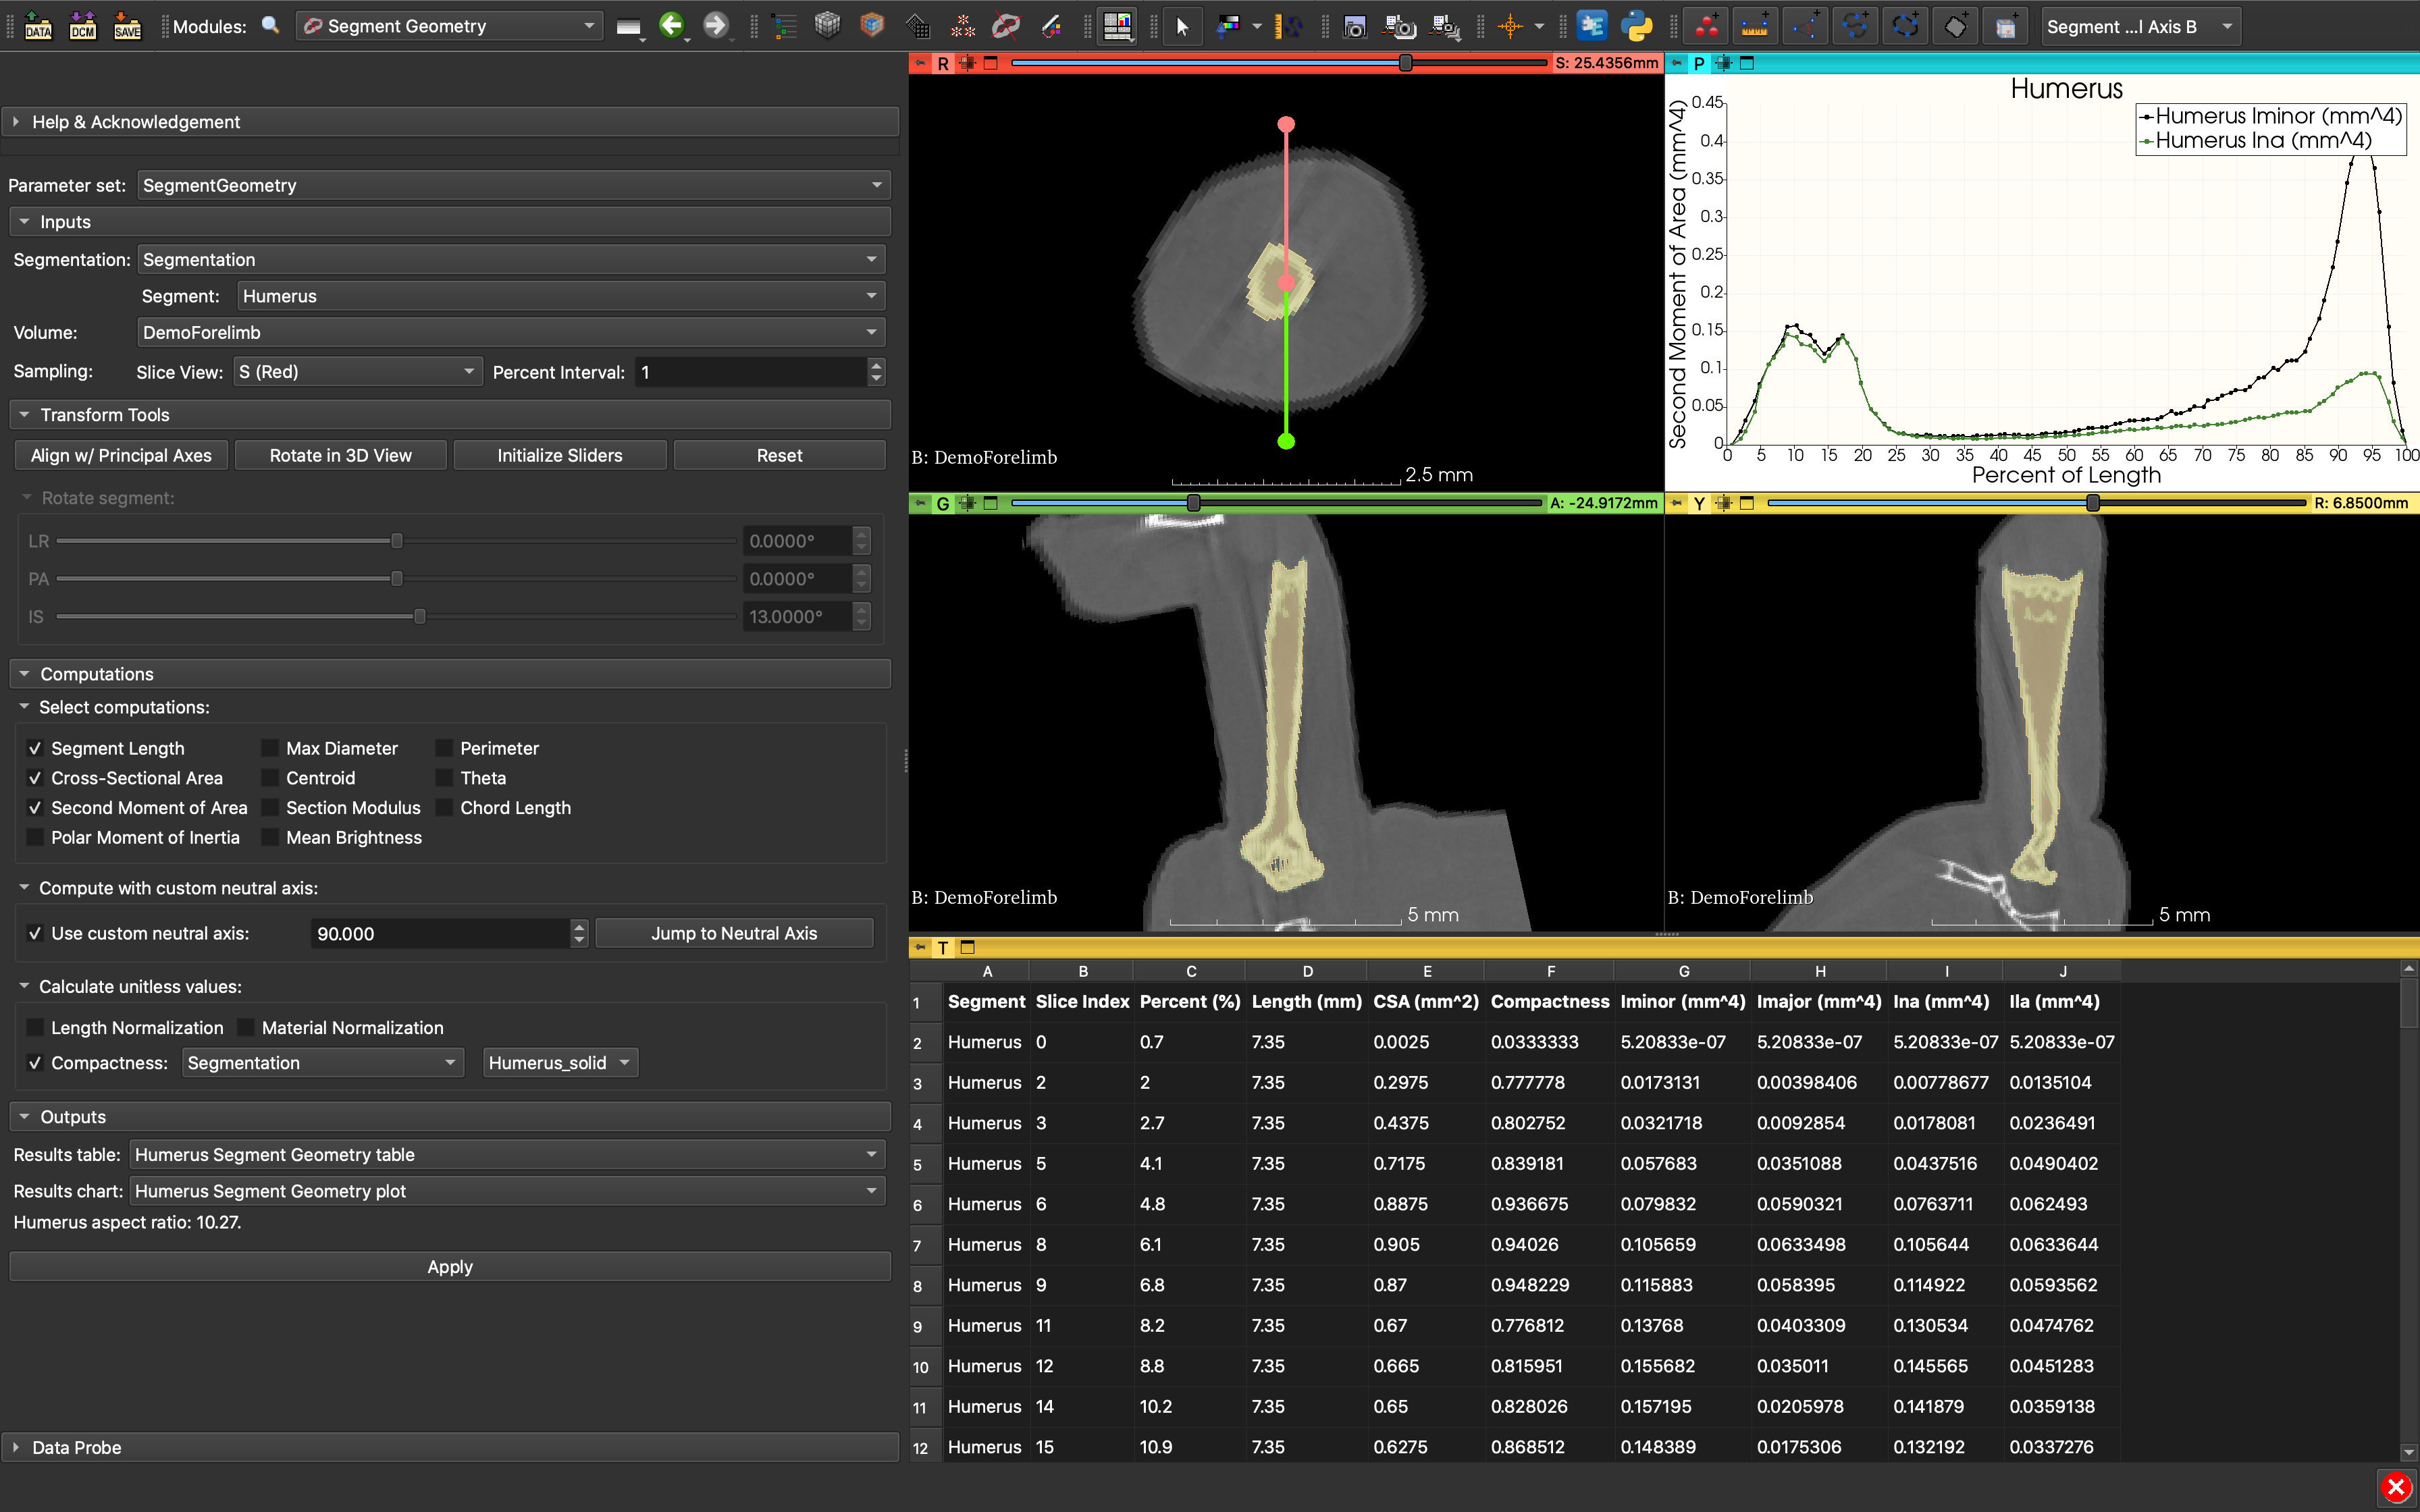 DATA DCM SAVE Modules: Segment Geometry Segment ...l Axis B
Help & Acknowledgement
Parameter set: SegmentGeometry
Inputs
Segmentation: Segmentation
Segment: Humerus
Volume: DemoForelimb
Sampling: Slice View: S (Red) Percent Interval: 1
Transform Tools
Align w/ Principal Axes Rotate in 3D View Initialize Sliders Reset
Rotate segment:
LR 0.0000°
PA 0.0000°
IS 13.0000°
Computations
Select computations:
Segment Length Max Diameter Perimeter
Cross-Sectional Area Centroid Theta
Second Moment of Area Section Modulus Chord Length
Polar Moment of Inertia Mean Brightness
Compute with custom neutral axis:
Use custom neutral axis: 90.000 Jump to Neutral Axis
Calculate unitless values:
Length Normalization Material Normalization
Compactness: Segmentation Humerus_solid
Outputs
Results table: Humerus Segment Geometry table
Results chart: Humerus Segment Geometry plot
Humerus aspect ratio: 10.27.
Apply
Data Probe
R S: 25.4356mm
B: DemoForelimb
2.5 mm
P
Humerus
Humerus Iminor (mm^4)
Humerus Ina (mm^4)
Second Moment of Area (mm^4)
0.45
0.4
0.35
0.3
0.25
0.2
0.15
0.1
0.05
0
0 5 10 15 20 25 30 35 40 45 50 55 60 65 70 75 80 85 90 95 100
Percent of Length
G A: -24.9172mm
B: DemoForelimb
5 mm
Y R: 6.8500mm
B: DemoForelimb
5 mm
T
A B C D E F G H I J
1 Segment Slice Index Percent (%) Length (mm) CSA (mm^2) Compactness Iminor (mm^4) Imajor (mm^4) Ina (mm^4) Ila (mm^4)
2 Humerus 0 0.7 7.35 0.0025 0.0333333 5.20833e-07 5.20833e-07 5.20833e-07 5.20833e-07
3 Humerus 2 2 7.35 0.2975 0.777778 0.0173131 0.00398406 0.00778677 0.0135104
4 Humerus 3 2.7 7.35 0.4375 0.802752 0.0321718 0.0092854 0.0178081 0.0236491
5 Humerus 5 4.1 7.35 0.7175 0.839181 0.057683 0.0351088 0.0437516 0.0490402
6 Humerus 6 4.8 7.35 0.8875 0.936675 0.079832 0.0590321 0.0763711 0.062493
7 Humerus 8 6.1 7.35 0.905 0.94026 0.105659 0.0633498 0.105644 0.0633644
8 Humerus 9 6.8 7.35 0.87 0.948229 0.115883 0.058395 0.114922 0.0593562
9 Humerus 11 8.2 7.35 0.67 0.776812 0.13768 0.0403309 0.130534 0.0474762
10 Humerus 12 8.8 7.35 0.665 0.815951 0.155682 0.035011 0.145565 0.0451283
11 Humerus 14 10.2 7.35 0.65 0.828026 0.157195 0.0205978 0.141879 0.0359138
12 Humerus 15 10.9 7.35 0.6275 0.868512 0.148389 0.0175306 0.132192 0.0337276